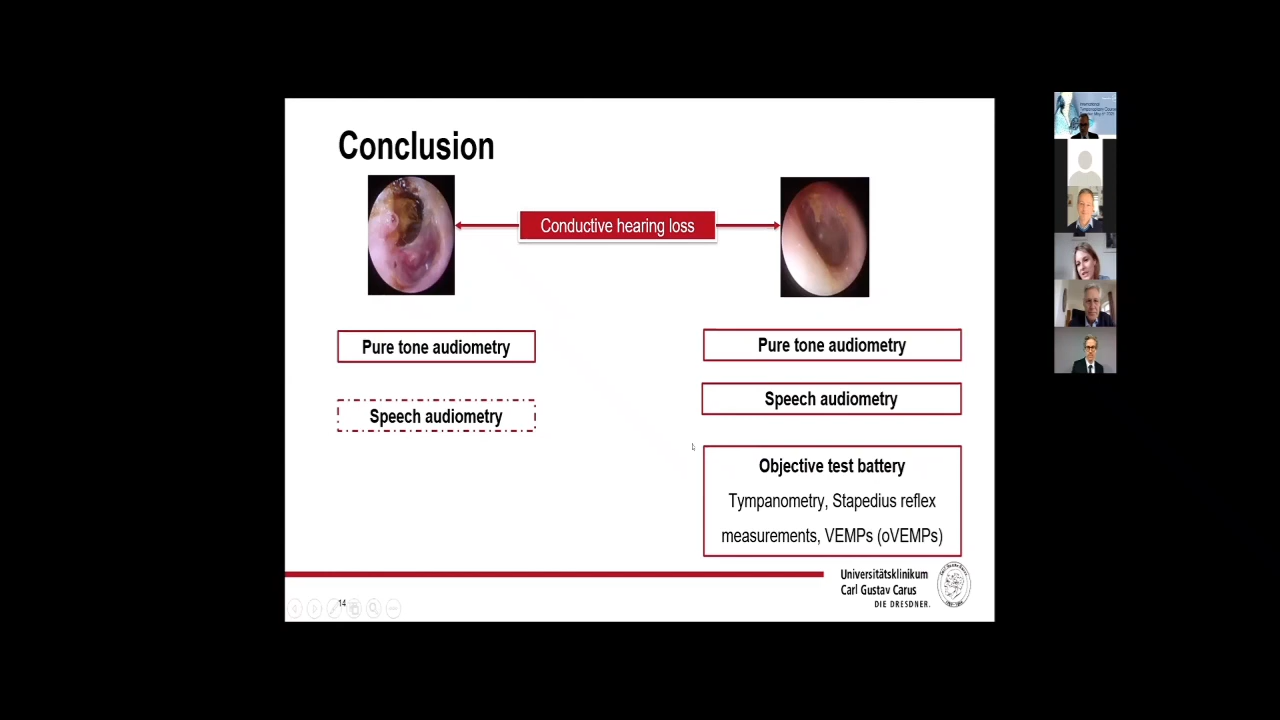 Conclusion
Conductive hearing loss
Pure tone audiometry
Speech audiometry
Pure tone audiometry
Speech audiometry
Objective test battery
Tympanometry, Stapedius reflex
measurements, VEMPs (oVEMPs)
Universitätsklinikum
Carl Gustav Carus
DIE DRESDNER.
14
International